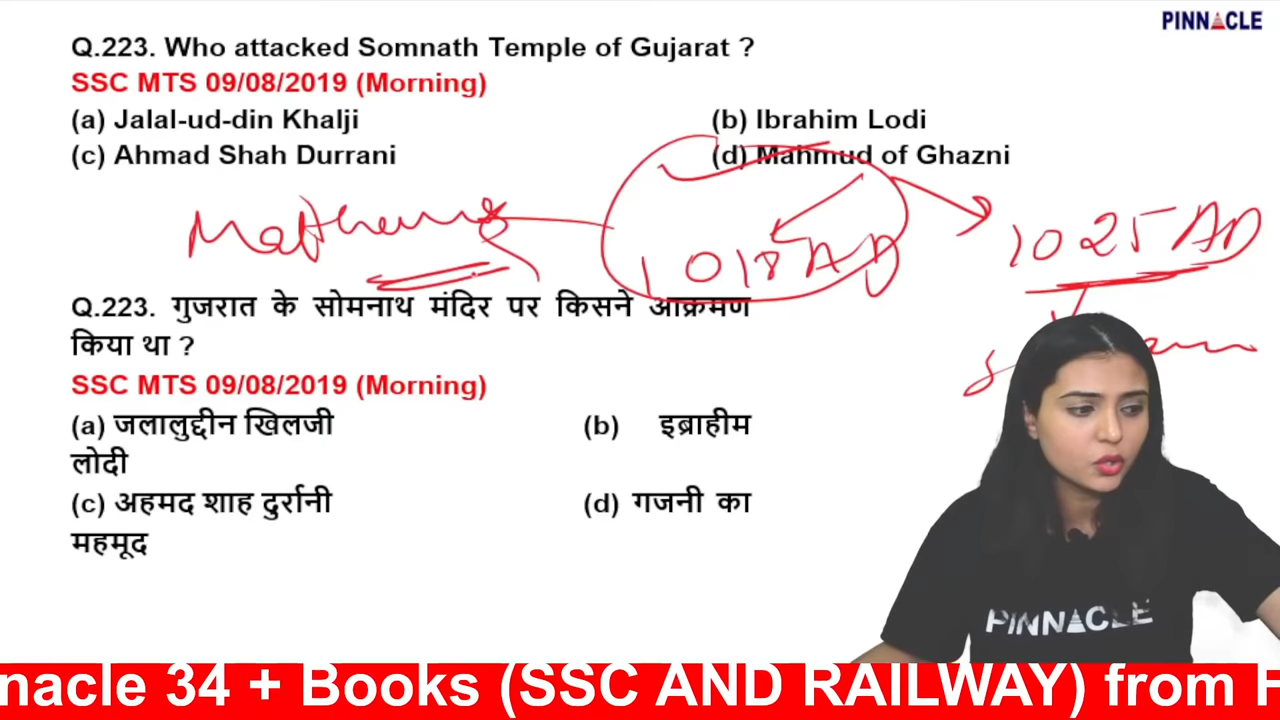 PINNACLE
Q.223. Who attacked Somnath Temple of Gujarat ?
SSC MTS 09/08/2019 (Morning)
(a) Jalal-ud-din Khalji (b) Ibrahim Lodi
(c) Ahmad Shah Durrani (d) Mahmud of Ghazni
1018 AD 1025 AD
Q.223. गुजरात के सोमनाथ मंदिर पर किसने आक्रमण
किया था ?
SSC MTS 09/08/2019 (Morning)
(a) जलालुद्दीन खिलजी (b) इब्राहीम
लोदी
(c) अहमद शाह दुर्रानी (d) गजनी का
महमूद
PINNACLE
nnacle 34 + Books (SSC AND RAILWAY) from H